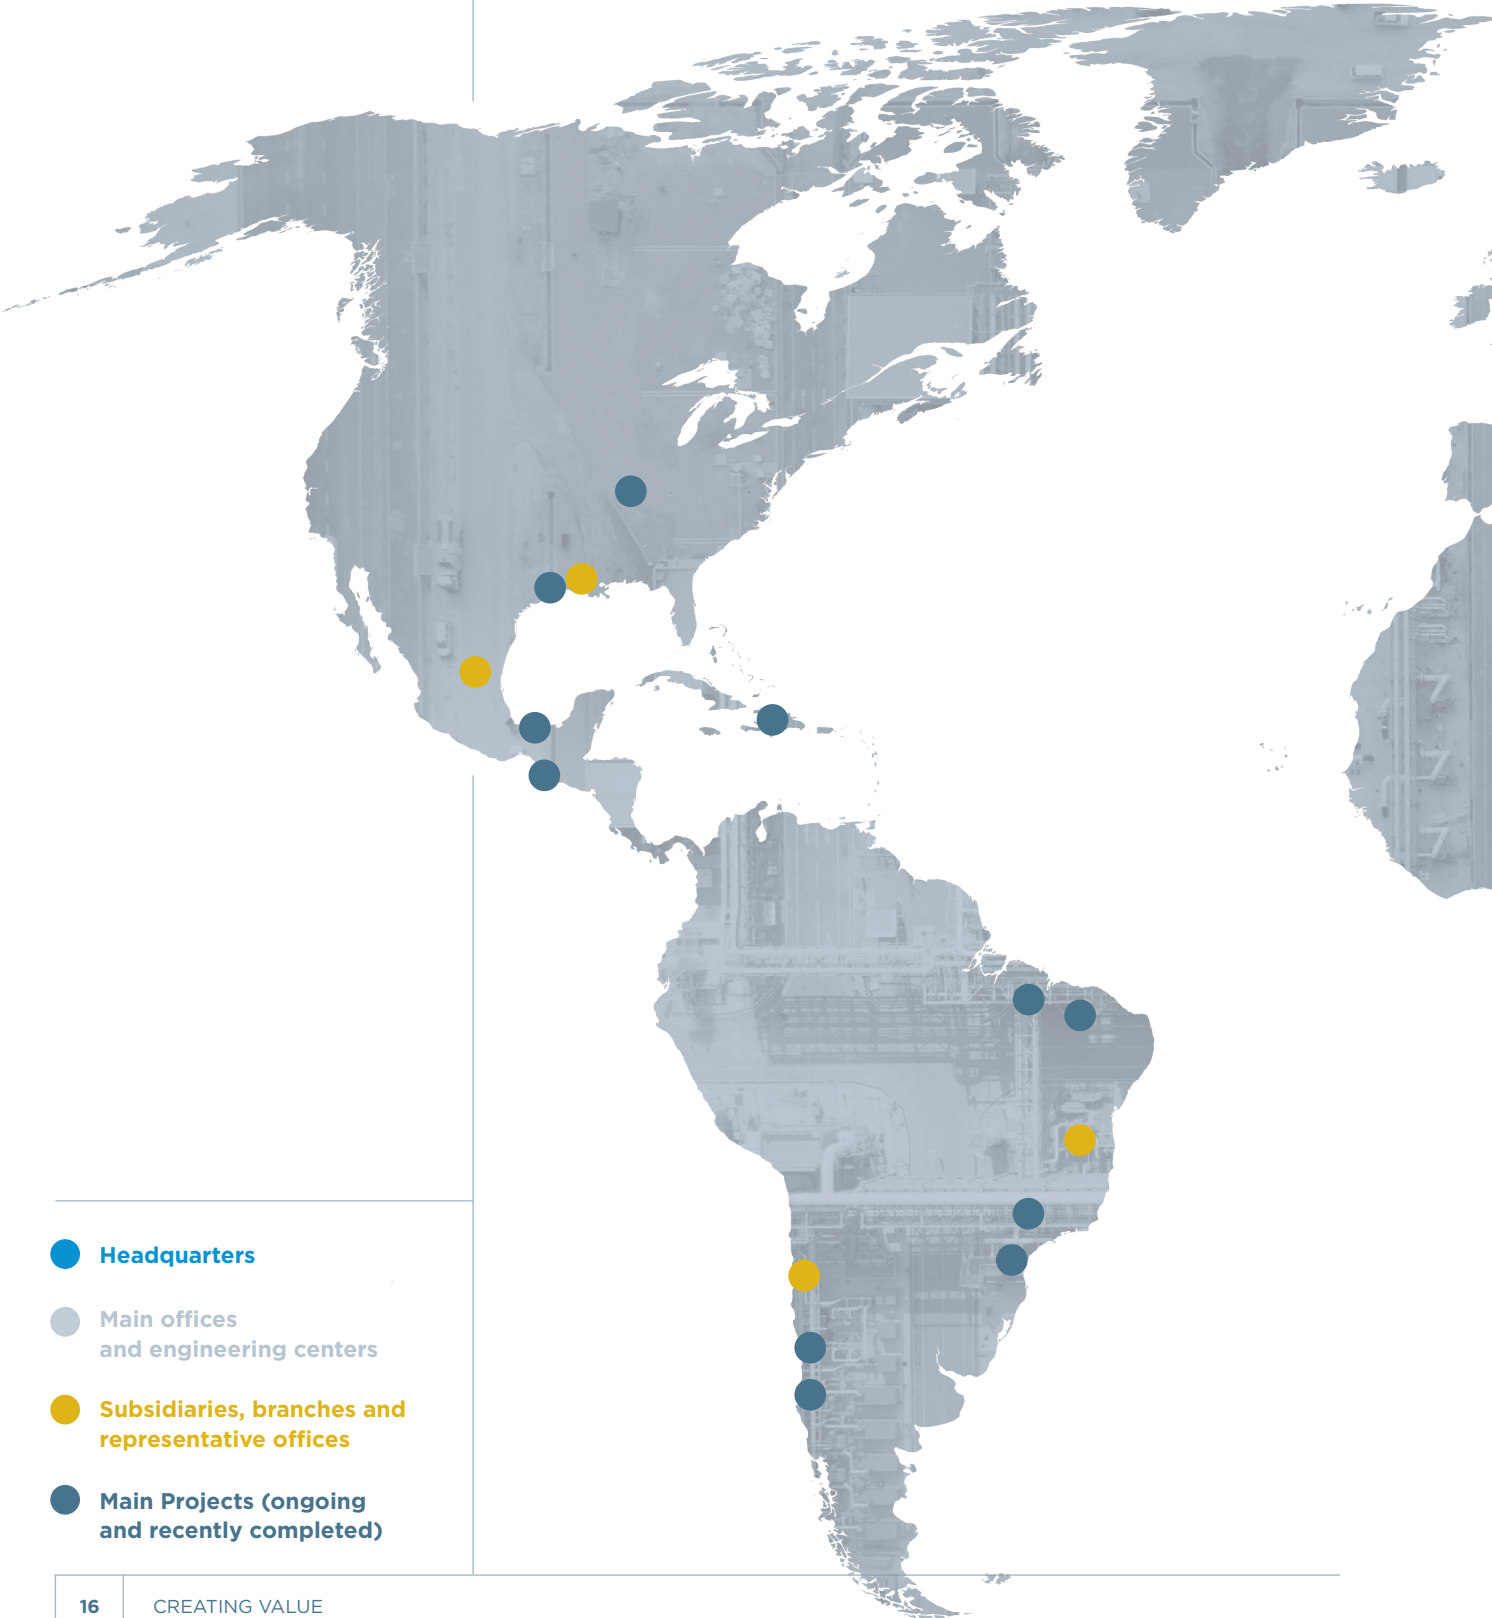 Headquarters
Main offices
and engineering centers
Subsidiaries, branches and
representative offices
Main Projects (ongoing
and recently completed)
16 CREATING VALUE